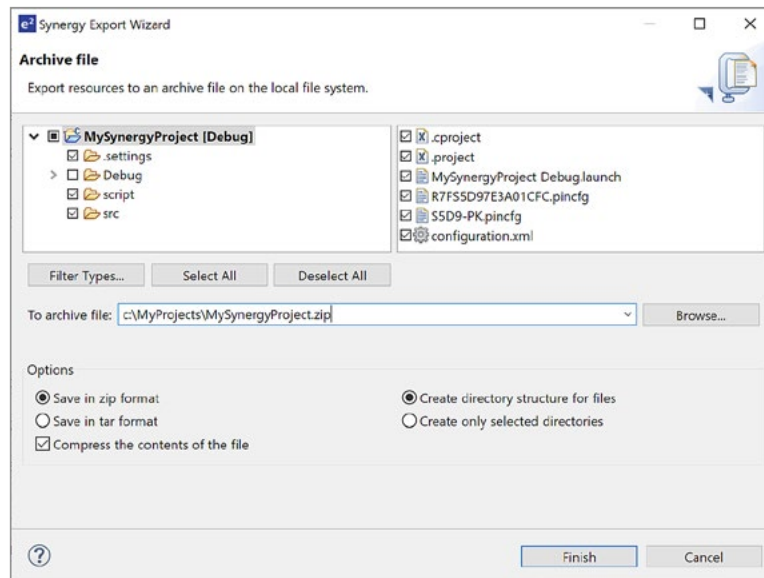 e² Synergy Export Wizard
Archive file
Export resources to an archive file on the local file system.
MySynergyProject [Debug]
.settings
Debug
script
src
.cproject
.project
MySynergyProject Debug.launch
R7FS5D97E3A01CFC.pincfg
S5D9-PK.pincfg
configuration.xml
Filter Types...
Select All
Deselect All
To archive file:
c:\MyProjects\MySynergyProject.zip
Browse...
Options
Save in zip format
Save in tar format
Compress the contents of the file
Create directory structure for files
Create only selected directories
Finish
Cancel